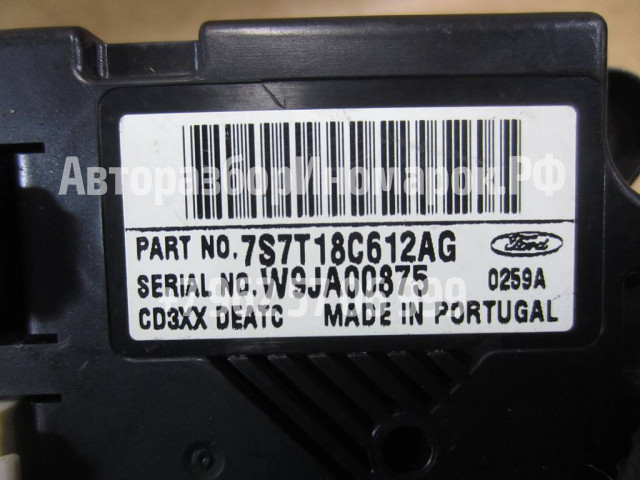 АвторазборИномарок.РФ
PART NO. 7S7T18C612AG
Ford
SERIAL NO. W9JA00875
0259A
CD3XX DEATC MADE IN PORTUGAL